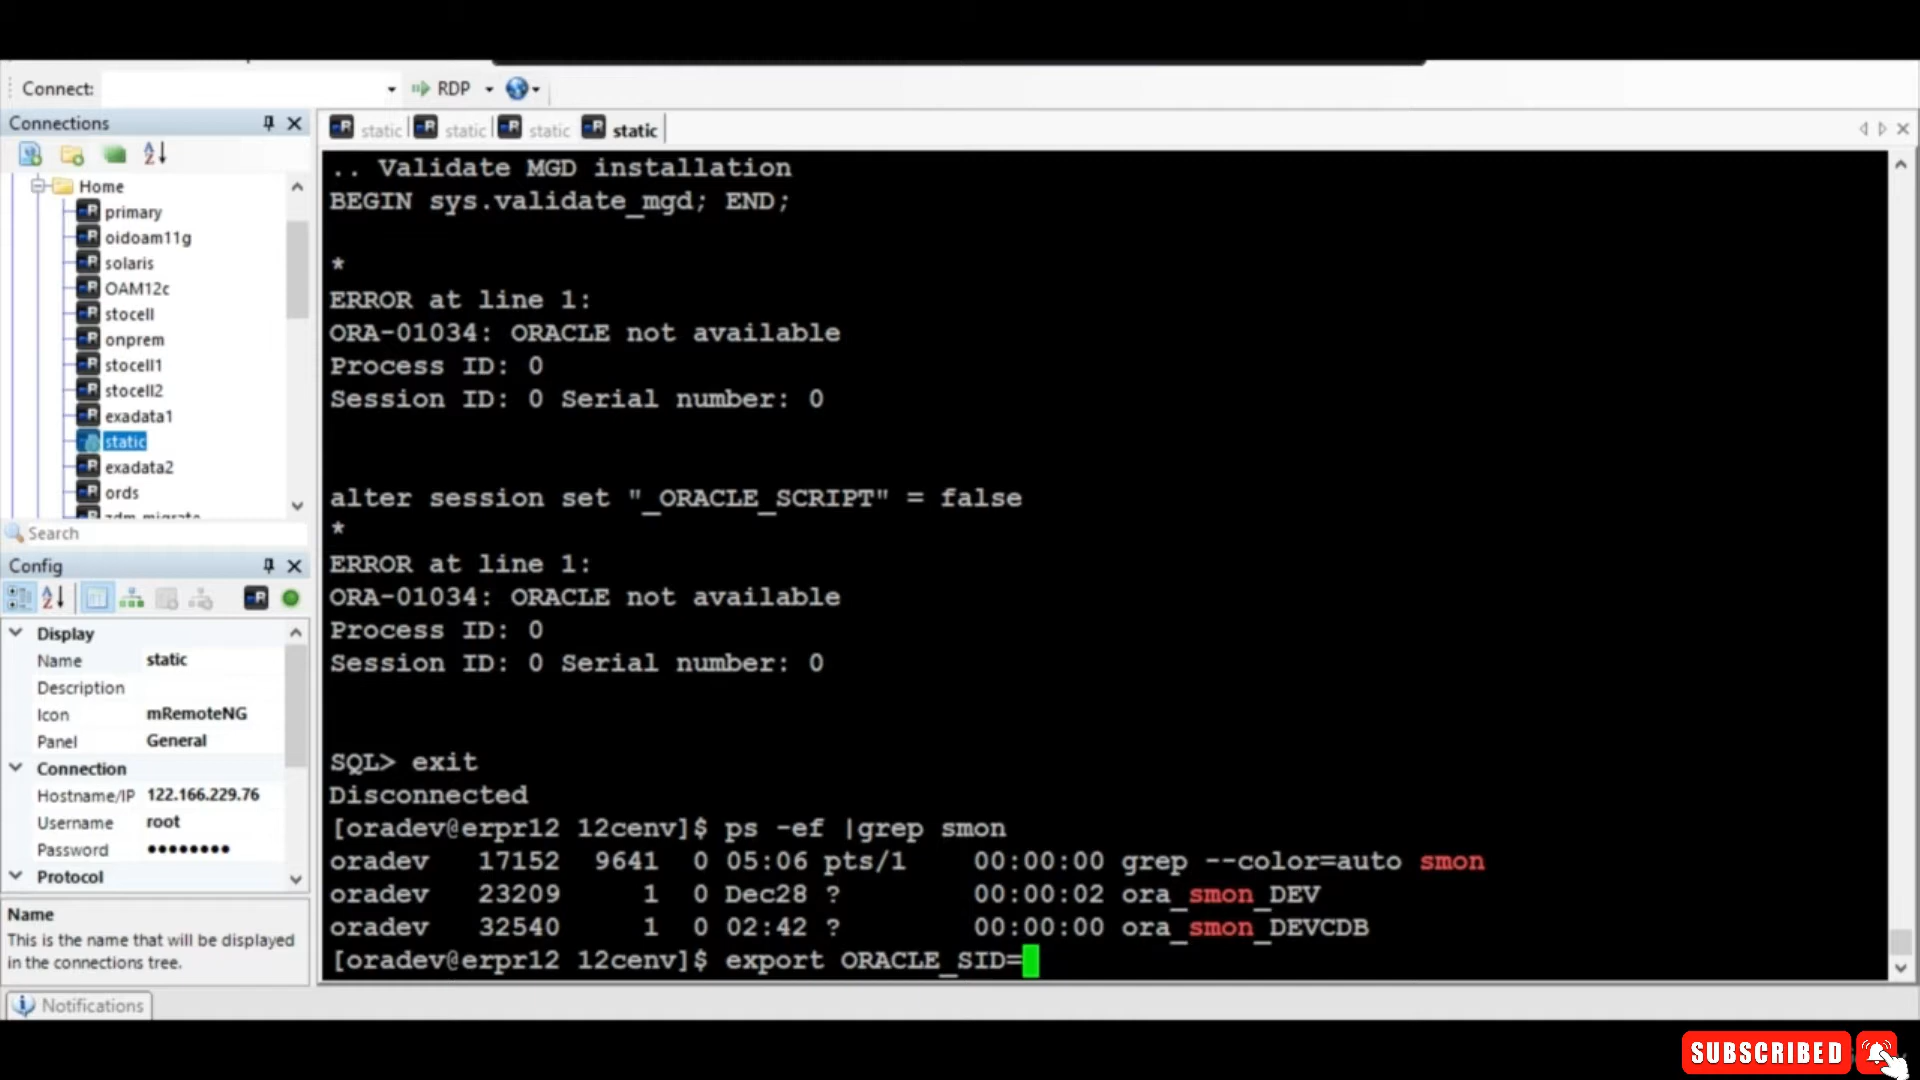 Connect:
RDP
Connections
Home
primary
oidoam11g
solaris
OAM12c
stocell
onprem
stocell1
stocell2
exadata1
static
exadata2
ords
zdm migrate
Search
Config
Display
Name static
Description
Icon mRemoteNG
Panel General
Connection
Hostname/IP 122.166.229.76
Username root
Password ●●●●●●●●
Protocol
Name
This is the name that will be displayed
in the connections tree.
Notifications
static static static static
.. Validate MGD installation
BEGIN sys.validate_mgd; END;
*
ERROR at line 1:
ORA-01034: ORACLE not available
Process ID: 0
Session ID: 0 Serial number: 0
alter session set "_ORACLE_SCRIPT" = false
*
ERROR at line 1:
ORA-01034: ORACLE not available
Process ID: 0
Session ID: 0 Serial number: 0
SQL> exit
Disconnected
[oradev@erpr12 12cenv]$ ps -ef |grep smon
oradev 17152 9641 0 05:06 pts/1 00:00:00 grep --color=auto smon
oradev 23209 1 0 Dec28 ? 00:00:02 ora_smon_DEV
oradev 32540 1 0 02:42 ? 00:00:00 ora_smon_DEVCDB
[oradev@erpr12 12cenv]$ export ORACLE_SID=
SUBSCRIBED